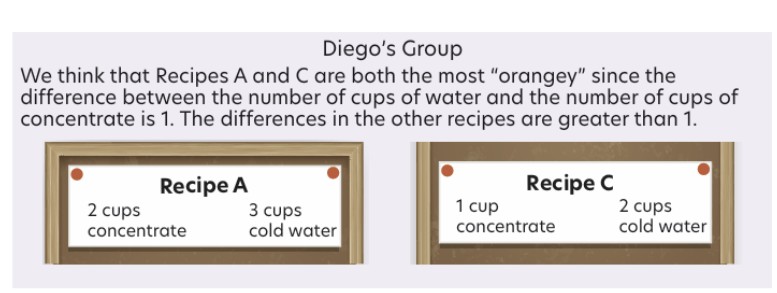 Diego's Group
We think that Recipes A and C are both the most “orangey” since the
difference between the number of cups of water and the number of cups of
concentrate is 1. The differences in the other recipes are greater than 1.
Recipe A
2 cups concentrate
3 cups cold water
Recipe C
1 cup concentrate
2 cups cold water